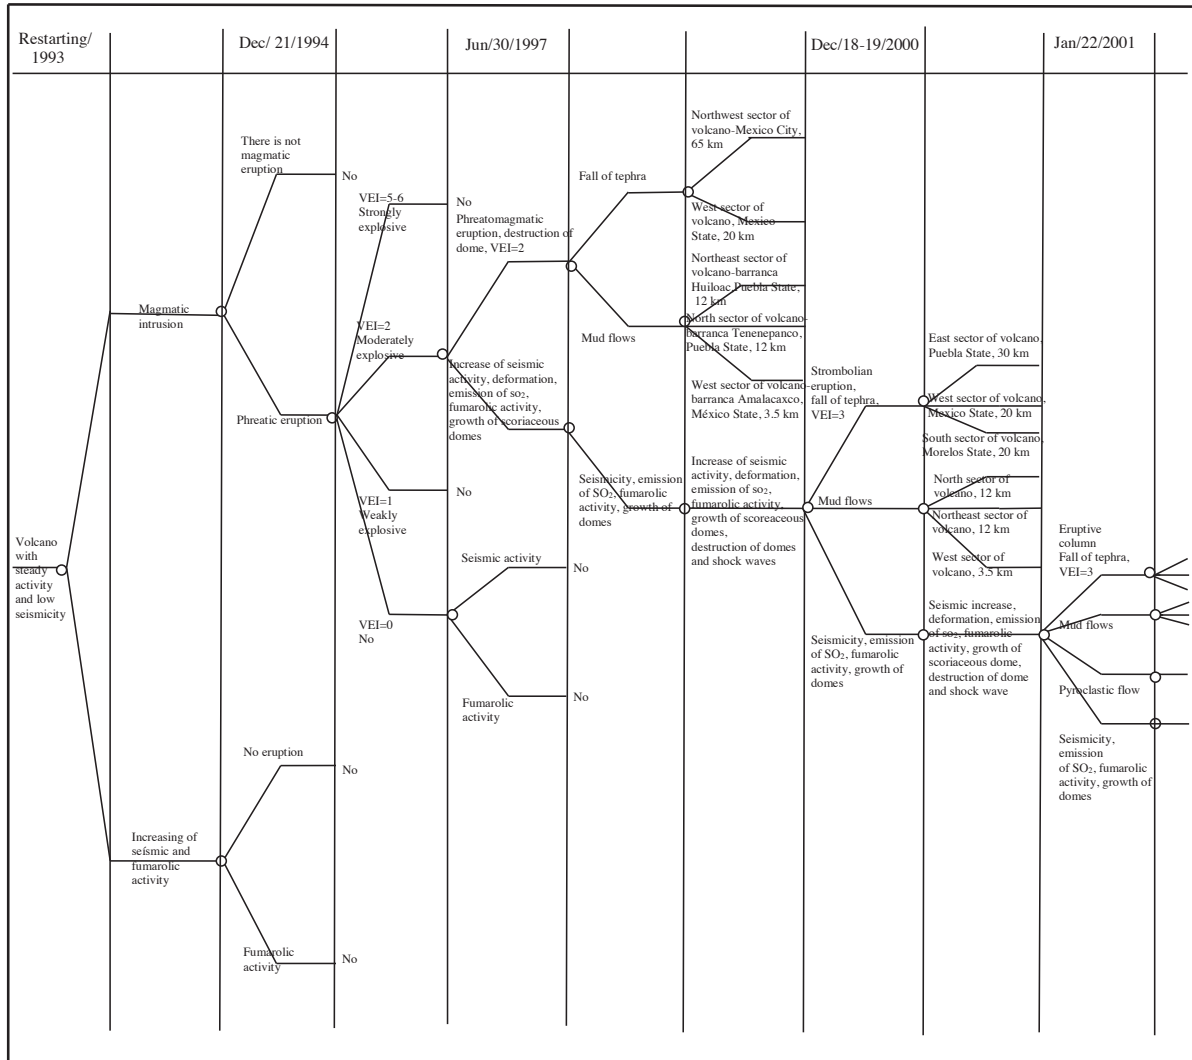 Restarting/
1993
Dec/ 21/1994
Jun/30/1997
Dec/18-19/2000
Jan/22/2001
Volcano
with
steady
activity
and low
seismicity
Magmatic
intrusion
Increasing of
seísmic and
fumarolic
activity
There is not
magmatic
eruption
No
Phreatic eruption
No eruption
No
Fumarolic
activity
No
VEI=5-6
Strongly
explosive
No
VEI=2
Moderately
explosive
VEI=1
Weakly
explosive
No
VEI=0
No
Phreatomagmatic
eruption, destruction of
dome, VEI=2
Increase of seismic
activity, deformation,
emission of so₂,
fumarolic activity,
growth of scoriaceous
domes
Seismic activity
No
Fumarolic
activity
No
Fall of tephra
Mud flows
Seismicity, emission
of SO₂, fumarolic
activity, growth of
domes
Northwest sector of
volcano-Mexico City,
65 km
West sector of
volcano, Mexico
State, 20 km
Northeast sector of
volcano-barranca
Huiloac Puebla State,
12 km
North sector of volcano-
barranca Tenenepanco,
Puebla State, 12 km
West sector of volcano-
barranca Amalacaxco,
México State, 3.5 km
Increase of seismic
activity, deformation,
emission of so₂,
fumarolic activity,
growth of scoreaceous
domes,
destruction of domes
and shock waves
Strombolian
eruption,
fall of tephra,
VEI=3
Mud flows
Seismicity, emission
of SO₂, fumarolic
activity, growth of
domes
East sector of volcano,
Puebla State, 30 km
West sector of volcano,
Mexico State, 20 km
South sector of volcano,
Morelos State, 20 km
North sector of
volcano, 12 km
Northeast sector of
volcano, 12 km
West sector of
volcano, 3.5 km
Seismic increase,
deformation, emission
of so₂, fumarolic
activity, growth of
scoriaceous dome,
destruction of dome
and shock wave
Eruptive
column
Fall of tephra,
VEI=3
Mud flows
Pyroclastic flow
Seismicity,
emission
of SO₂, fumarolic
activity, growth of
domes